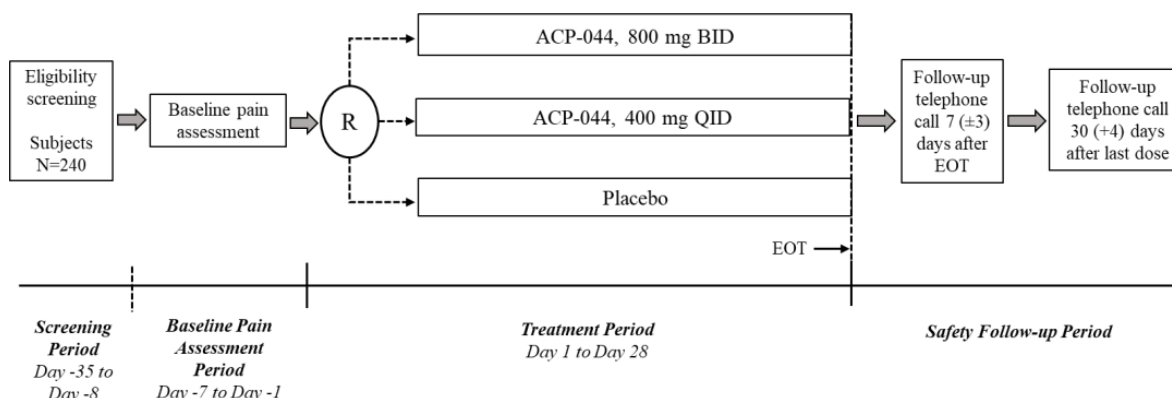 Eligibility
screening
Subjects
N=240
Baseline pain
assessment
R
ACP-044, 800 mg BID
ACP-044, 400 mg QID
Placebo
EOT
Follow-up
telephone
call 7 (±3)
days after
EOT
Follow-up
telephone call
30 (+4) days
after last dose
Screening
Period
Day -35 to
Day -8
Baseline Pain
Assessment
Period
Day -7 to Day -1
Treatment Period
Day 1 to Day 28
Safety Follow-up Period